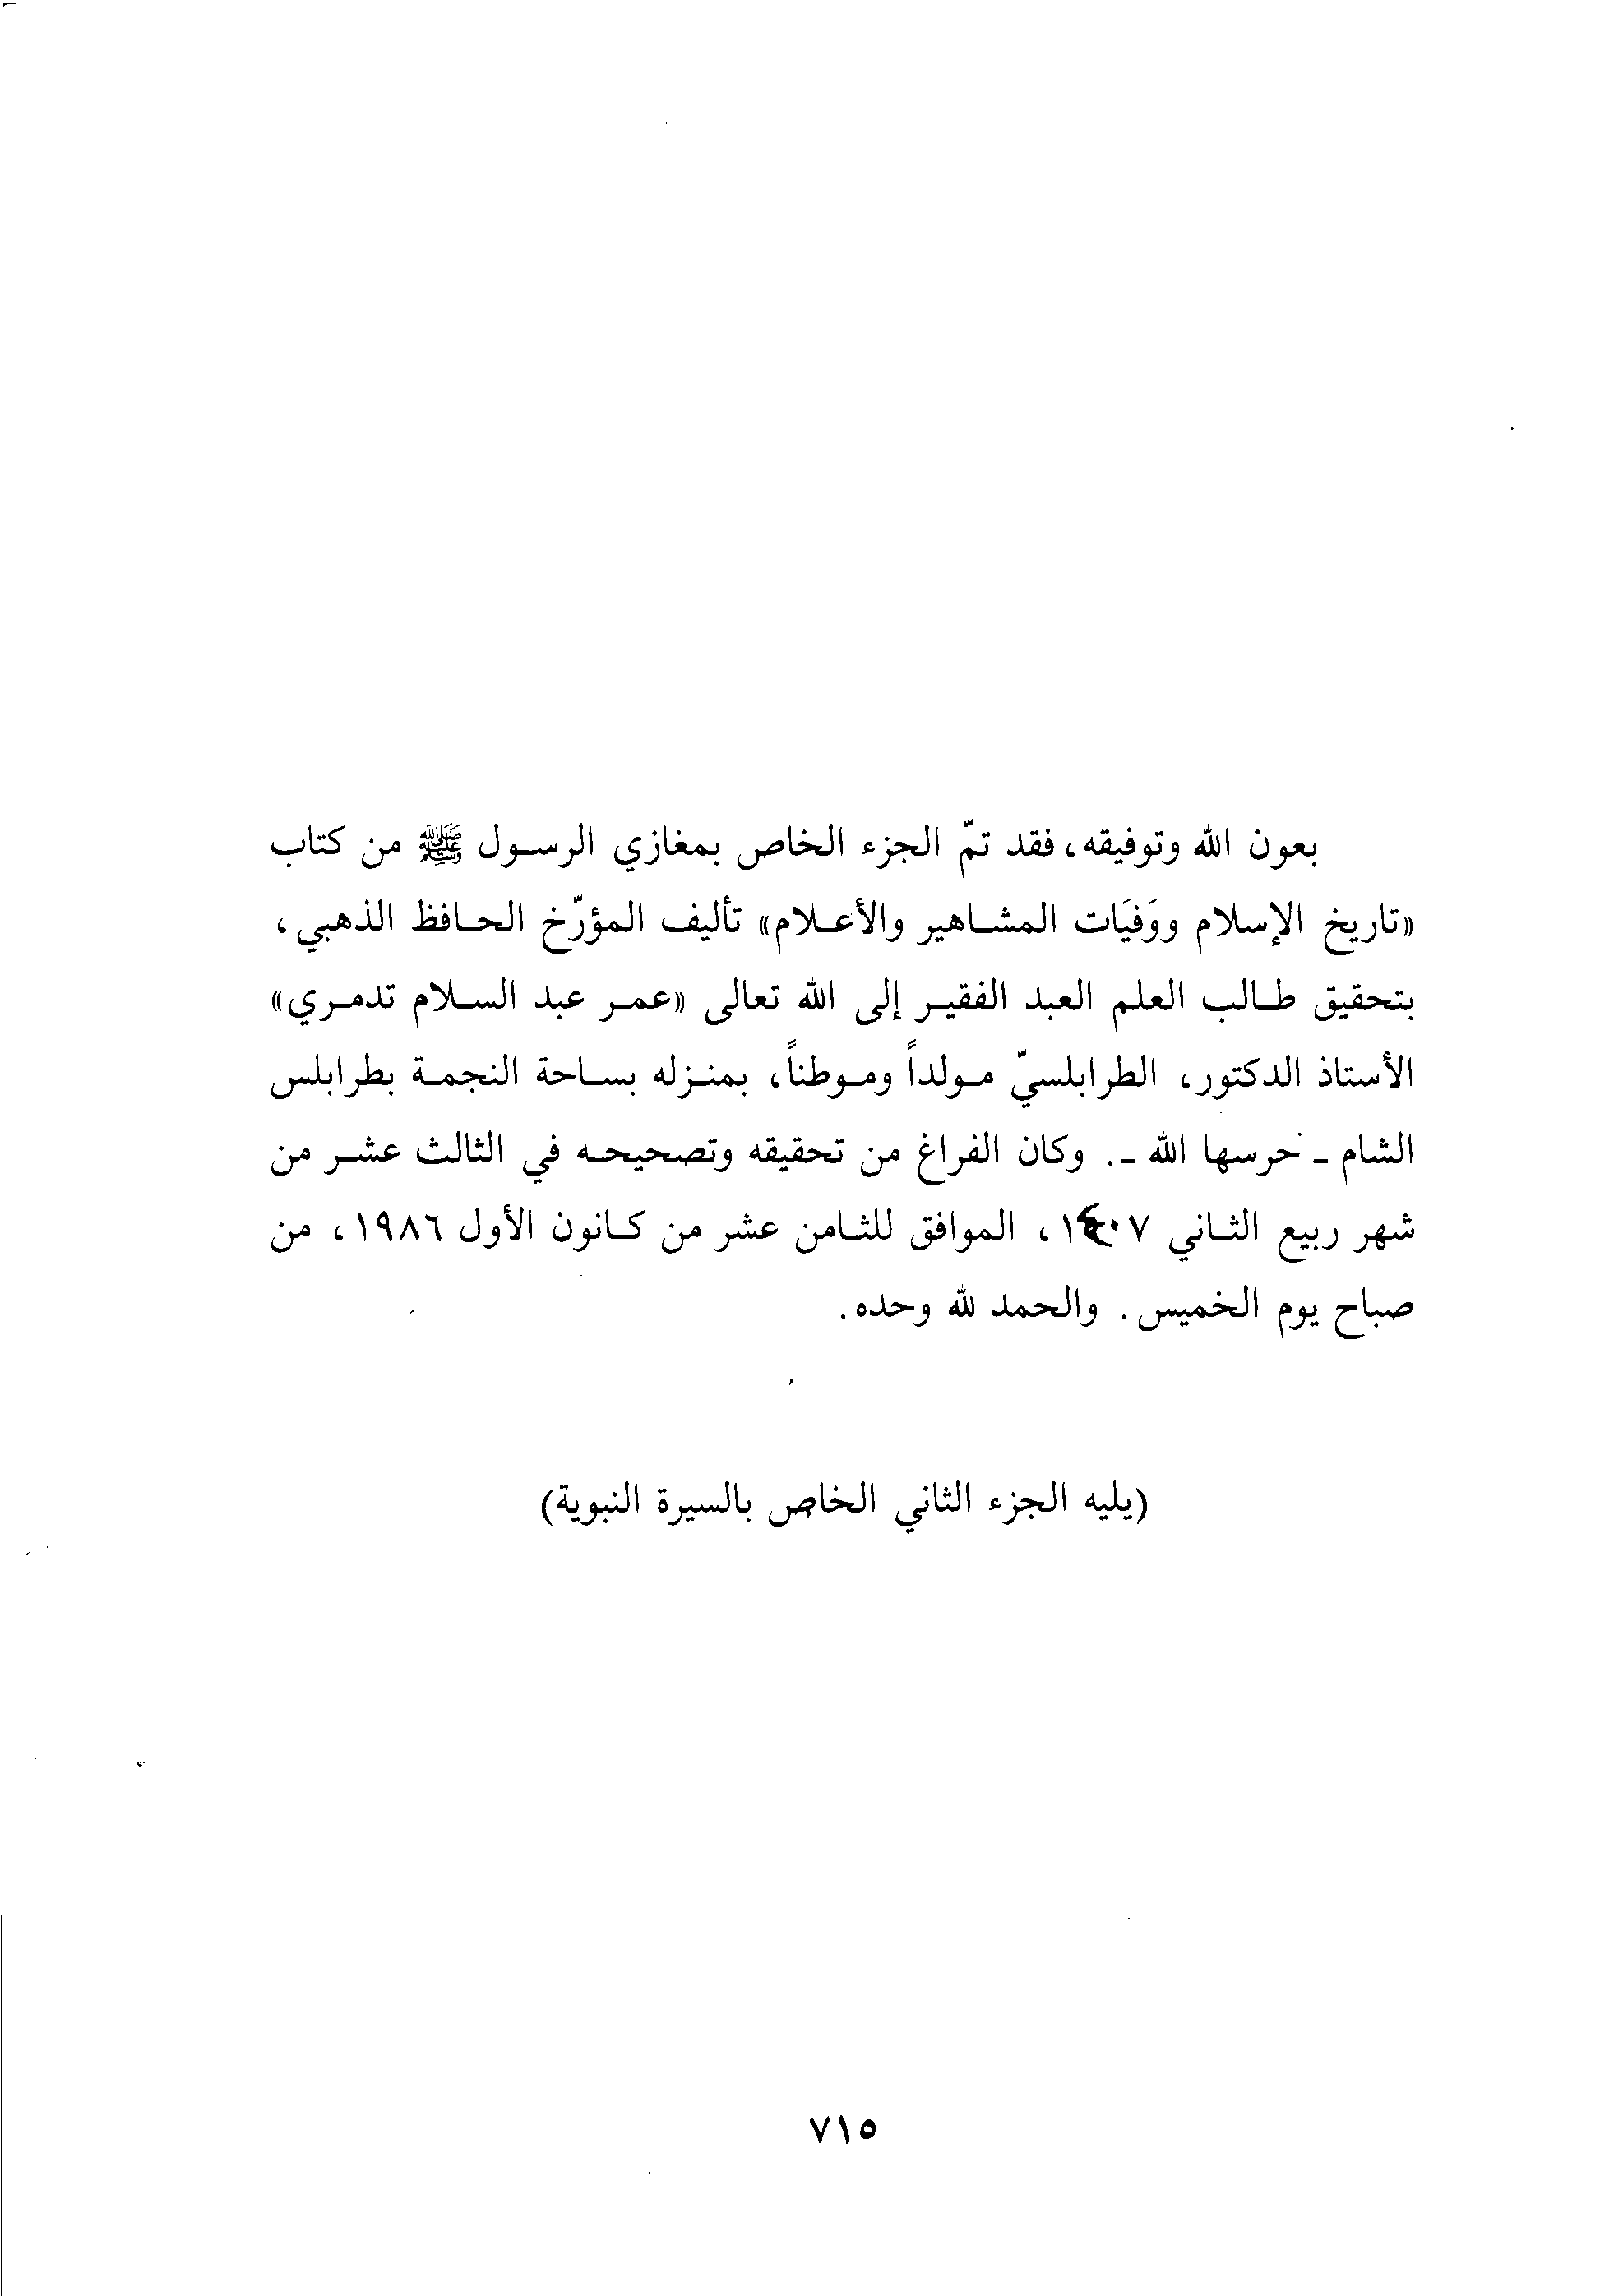 بعون الله وتوفيقه، فقد تمّ الجزء الخاص بمغازي الرسول ﷺ من كتاب
«تاريخ الإسلام ووَفيَات المشاهير والأعلام» تأليف المؤرّخ الحافظ الذهبي،
بتحقيق طالب العلم العبد الفقير إلى الله تعالى «عمر عبد السلام تدمري»
الأستاذ الدكتور، الطرابلسيّ مولداً وموطناً، بمنزله بساحة النجمة بطرابلس
الشام - حرسها الله -. وكان الفراغ من تحقيقه وتصحيحه في الثالث عشر من
شهر ربيع الثاني ١٤٠٧، الموافق للثامن عشر من كانون الأول ١٩٨٦، من
صباح يوم الخميس. والحمد لله وحده.
(يليه الجزء الثاني الخاص بالسيرة النبوية)
٧١٥